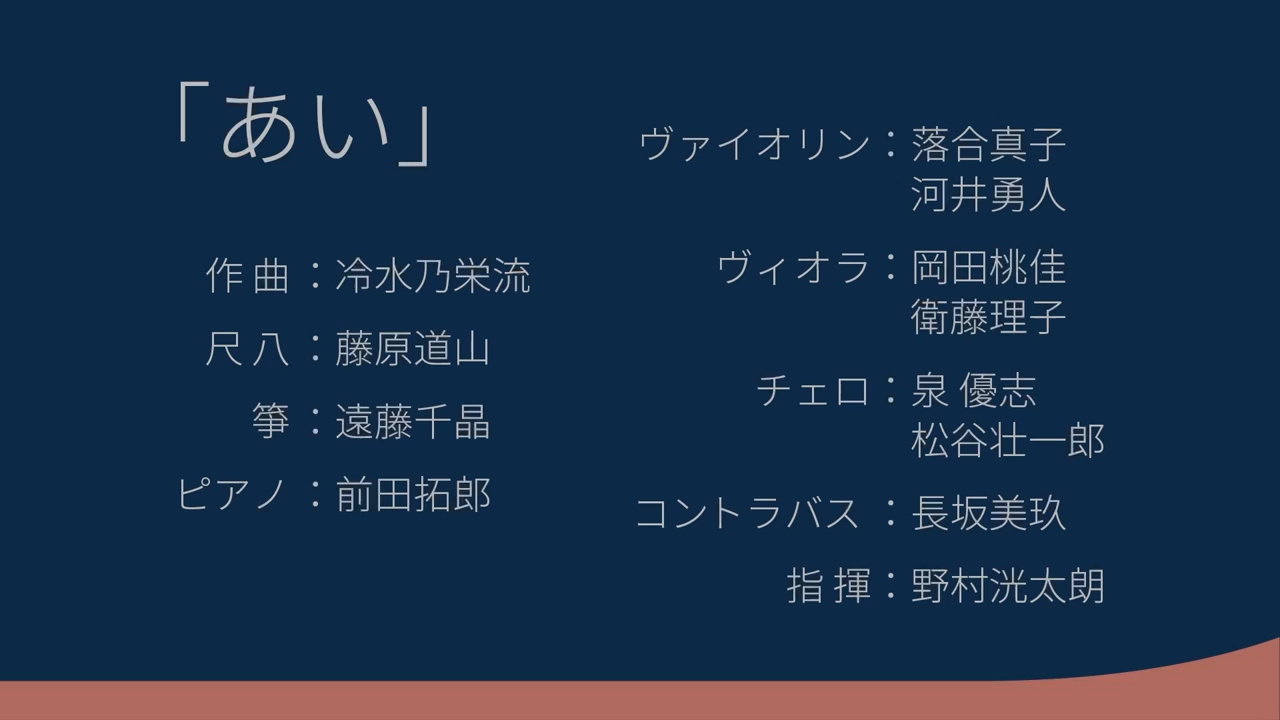 「あい」
作曲：冷水乃栄流
尺八：藤原道山
箏：遠藤千晶
ピアノ：前田拓郎
ヴァイオリン：落合真子
河井勇人
ヴィオラ：岡田桃佳
衛藤理子
チェロ：泉 優志
松谷壮一郎
コントラバス：長坂美玖
指揮：野村洸太朗